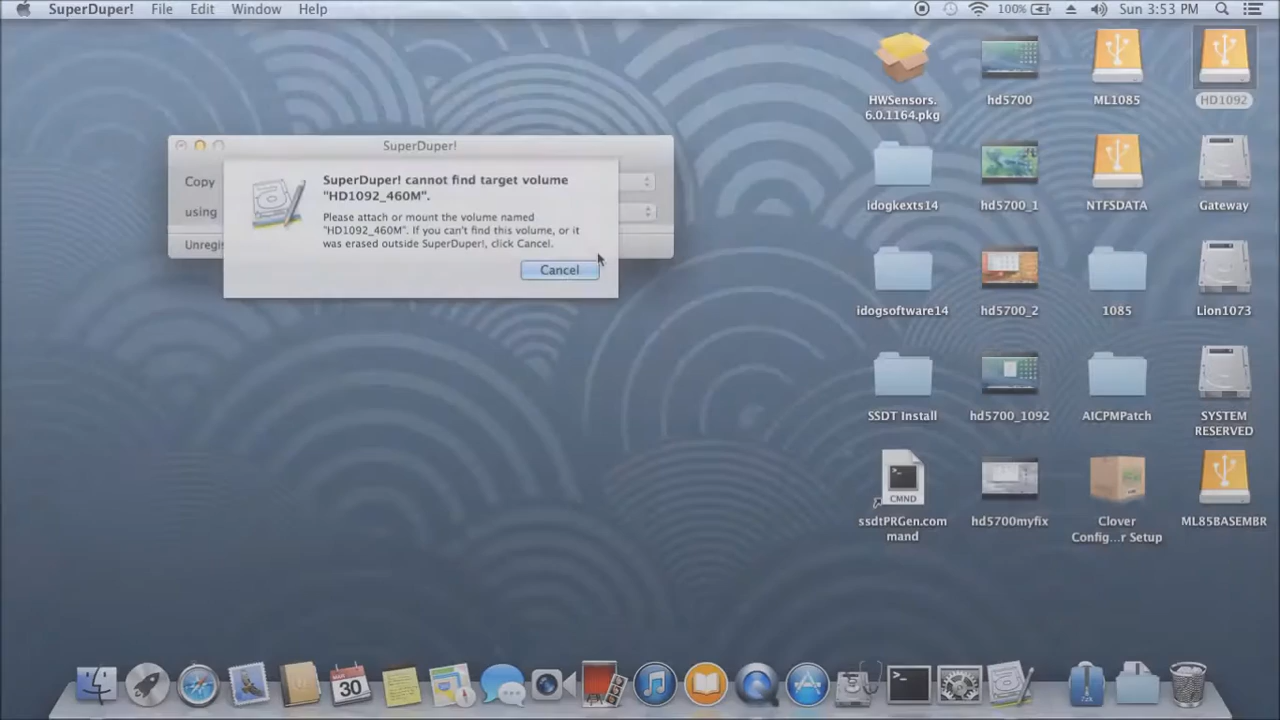 SuperDuper! File Edit Window Help
100% Sun 3:53 PM
HWSensors.
6.0.1164.pkg
hd5700
ML1085
HD1092
SuperDuper!
Copy
using
Unregis
SuperDuper! cannot find target volume
"HD1092_460M".
Please attach or mount the volume named
"HD1092_460M". If you can't find this volume, or it
was erased outside SuperDuper!, click Cancel.
Cancel
idogkexts14
hd5700_1
NTFSDATA
Gateway
idogsoftware14
hd5700_2
1085
Lion1073
SSDT Install
hd5700_1092
AICPMPatch
SYSTEM
RESERVED
CMND
ssdtPRGen.com
mand
hd5700myfix
Clover
Config...r Setup
ML85BASEMBR
30